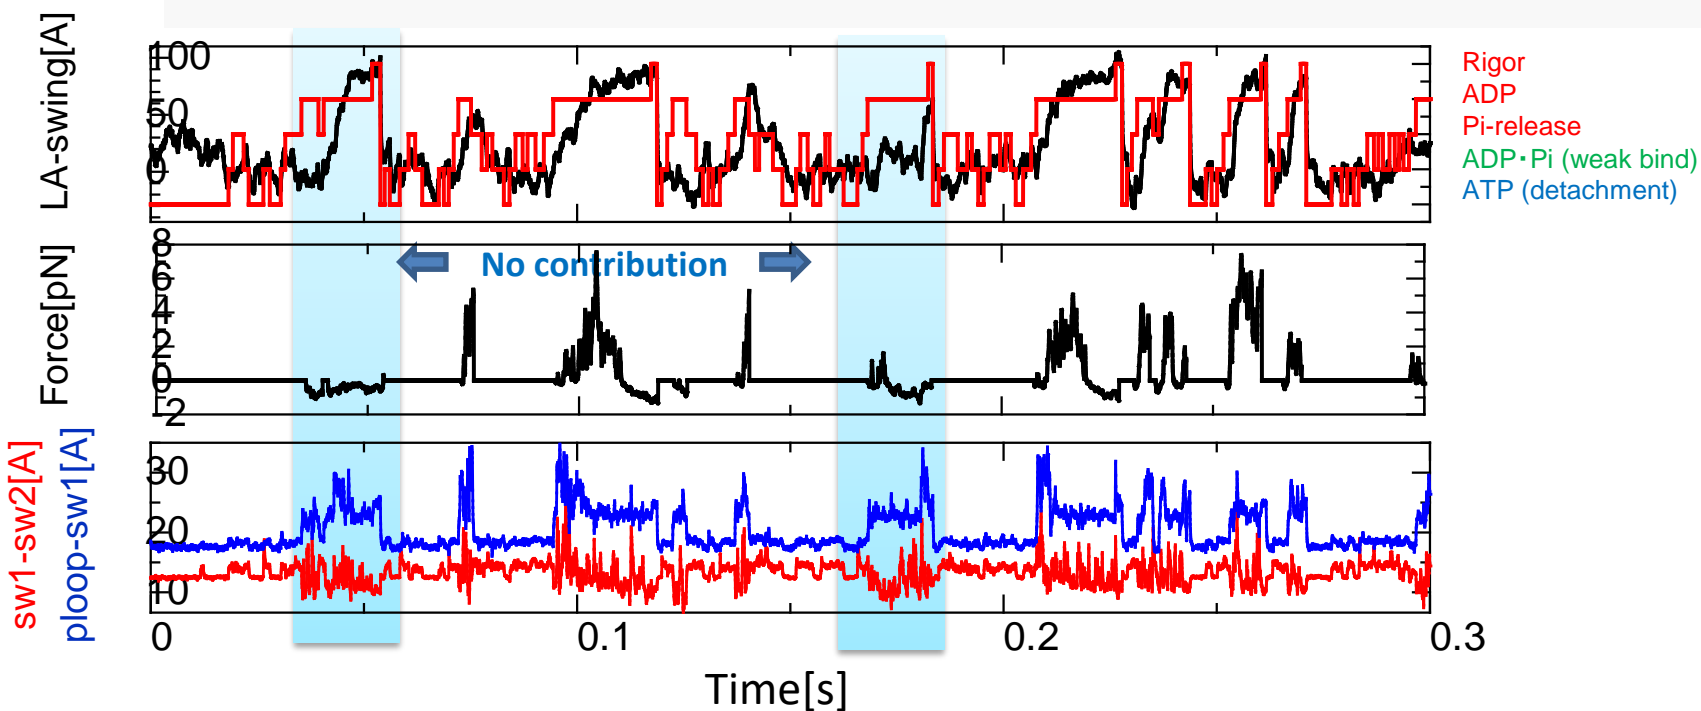 LA-swing[A]
100
50
0
Rigor
ADP
Pi-release
ADP・Pi (weak bind)
ATP (detachment)
Force[pN]
8
6
4
2
0
-2
No contribution
sw1-sw2[A]
ploop-sw1[A]
30
20
10
0
0.1
0.2
0.3
Time[s]